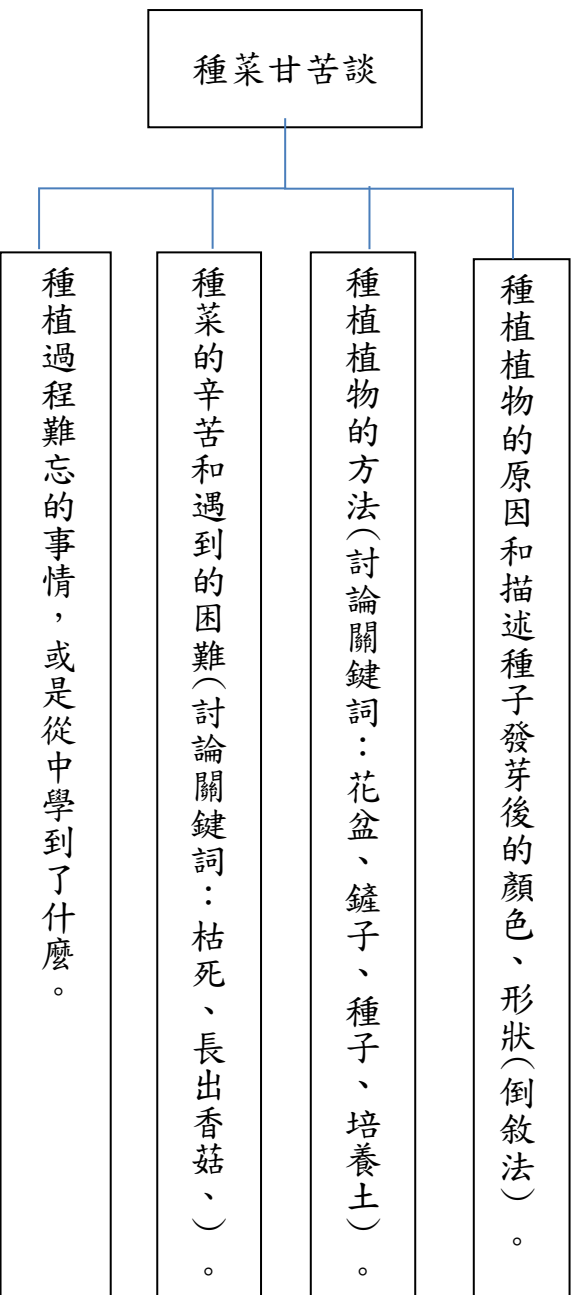 種菜甘苦談
種植植物的原因和描述種子發芽後的顏色、形狀(倒敘法)。
種植植物的方法(討論關鍵詞:花盆、鏟子、種子、培養土)。
種菜的辛苦和遇到的困難(討論關鍵詞:枯死、長出香菇、)。
種植過程難忘的事情,或是從中學到了什麼。